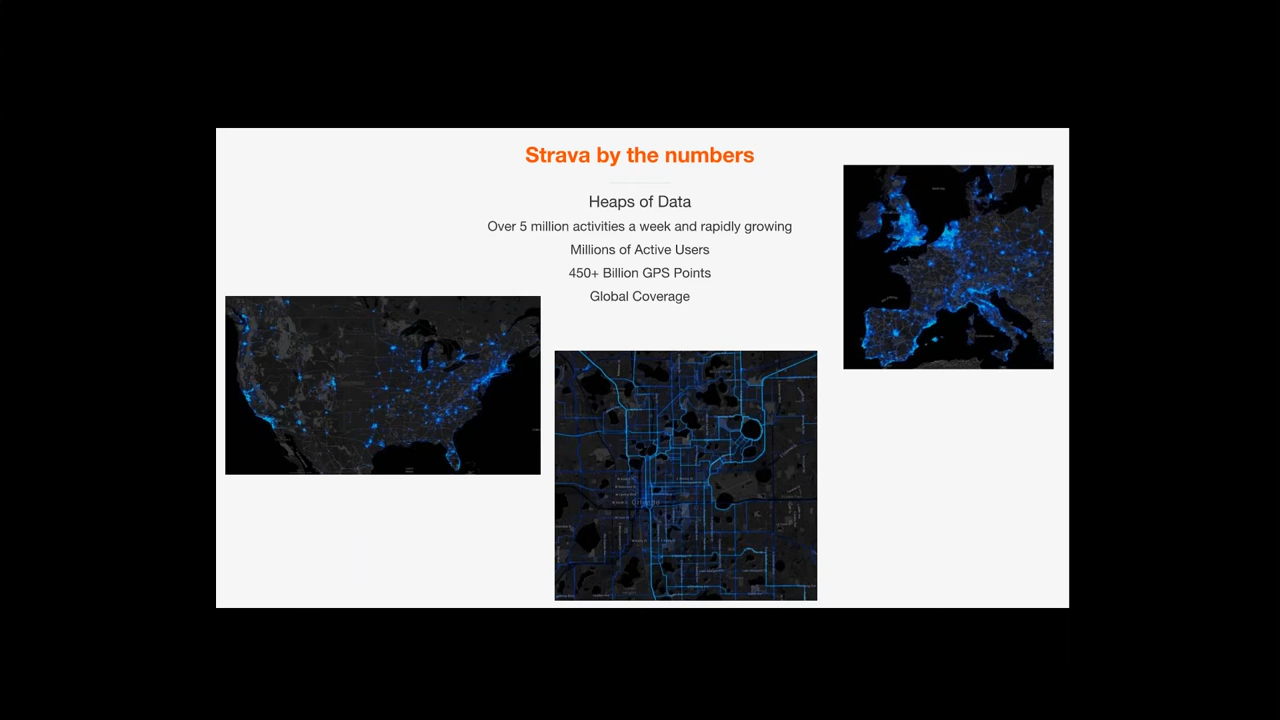 Strava by the numbers
Heaps of Data
Over 5 million activities a week and rapidly growing
Millions of Active Users
450+ Billion GPS Points
Global Coverage
Orlando